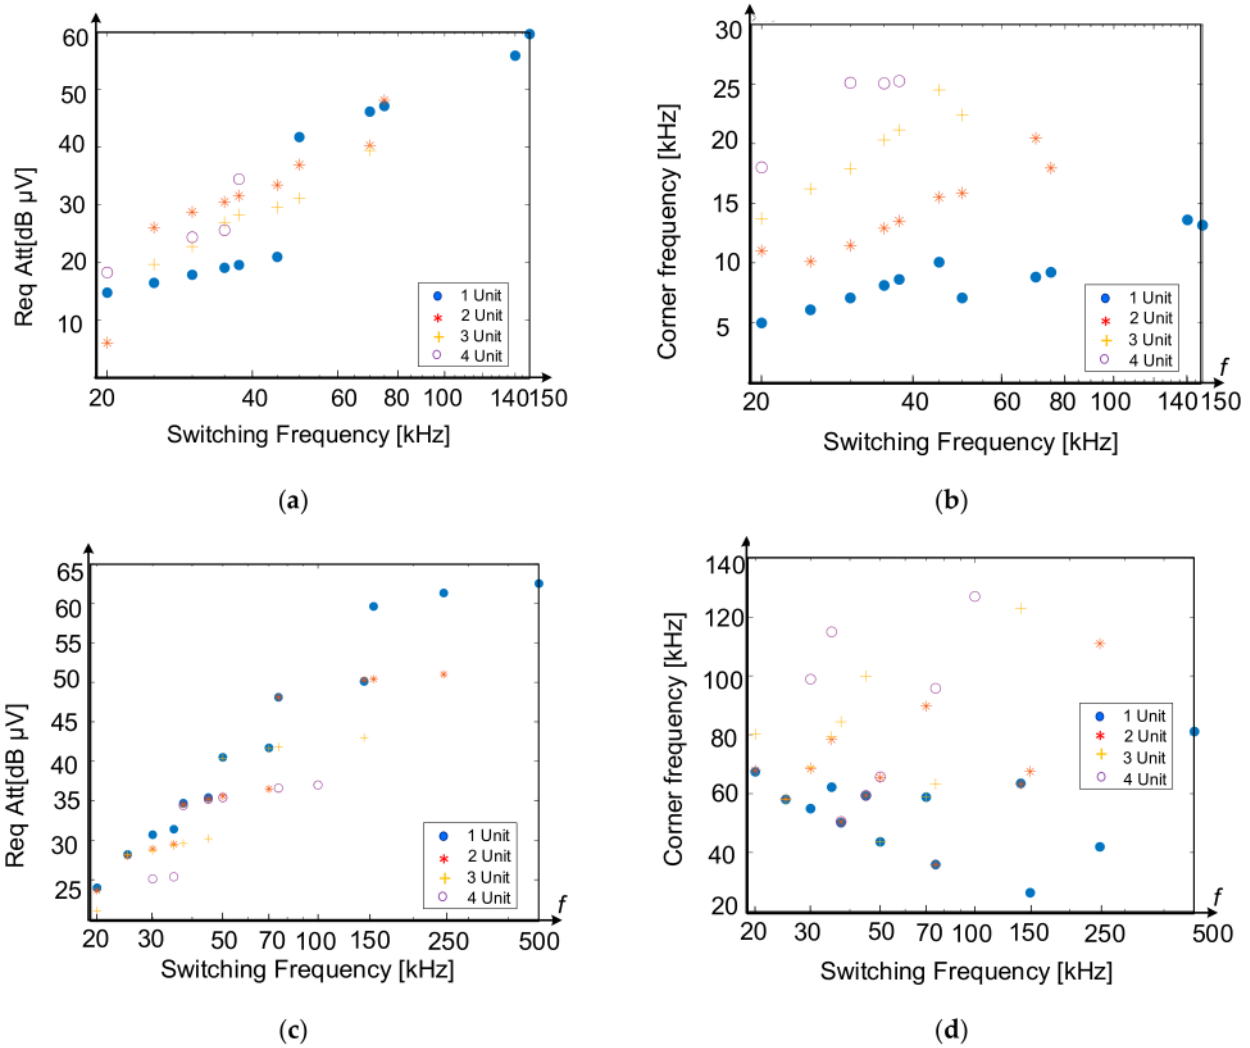 60
50
40
30
20
10
Req Att[dB µV]
1 Unit
2 Unit
3 Unit
4 Unit
20 40 60 80 100 140 150
Switching Frequency [kHz]
(a)
30
25
20
15
10
5
Corner frequency [kHz]
1 Unit
2 Unit
3 Unit
4 Unit
f
20 40 60 80 100 140 150
Switching Frequency [kHz]
(b)
65
60
55
50
45
40
35
30
25
Req Att[dB µV]
1 Unit
2 Unit
3 Unit
4 Unit
f
20 30 50 70 100 150 250 500
Switching Frequency [kHz]
(c)
140
120
100
80
60
40
20
Corner frequency [kHz]
1 Unit
2 Unit
3 Unit
4 Unit
f
20 30 50 70 100 150 250 500
Switching Frequency [kHz]
(d)